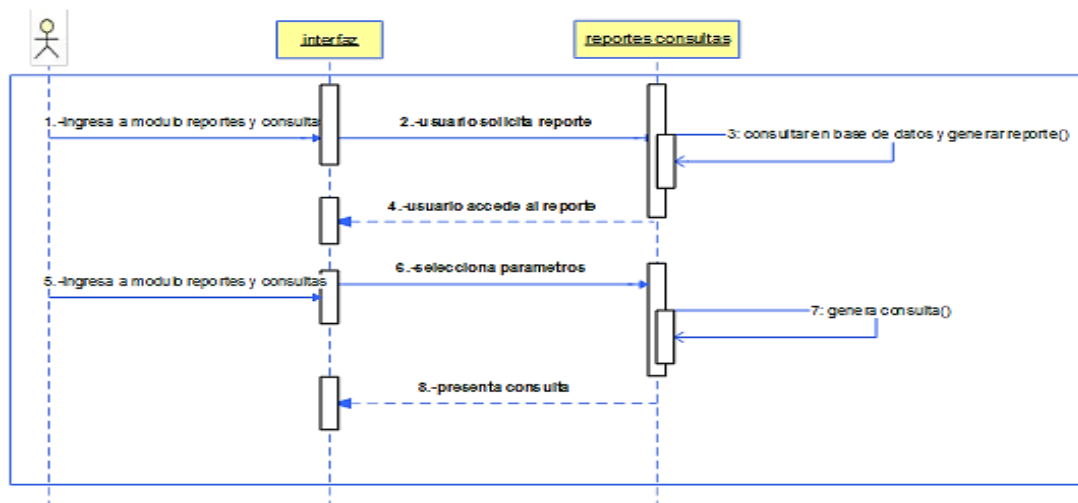 interfaz
reportes consultas
1.-Ingresa a modulo reportes y consulta
2.-usuario solicita reporte
3: consultar en base de datos y generar reporte()
4.-usuario accede al reporte
5.-Ingresa a modulo reportes y consultas
6.-selecciona parametros
7: genera consulta()
8.-presenta consulta